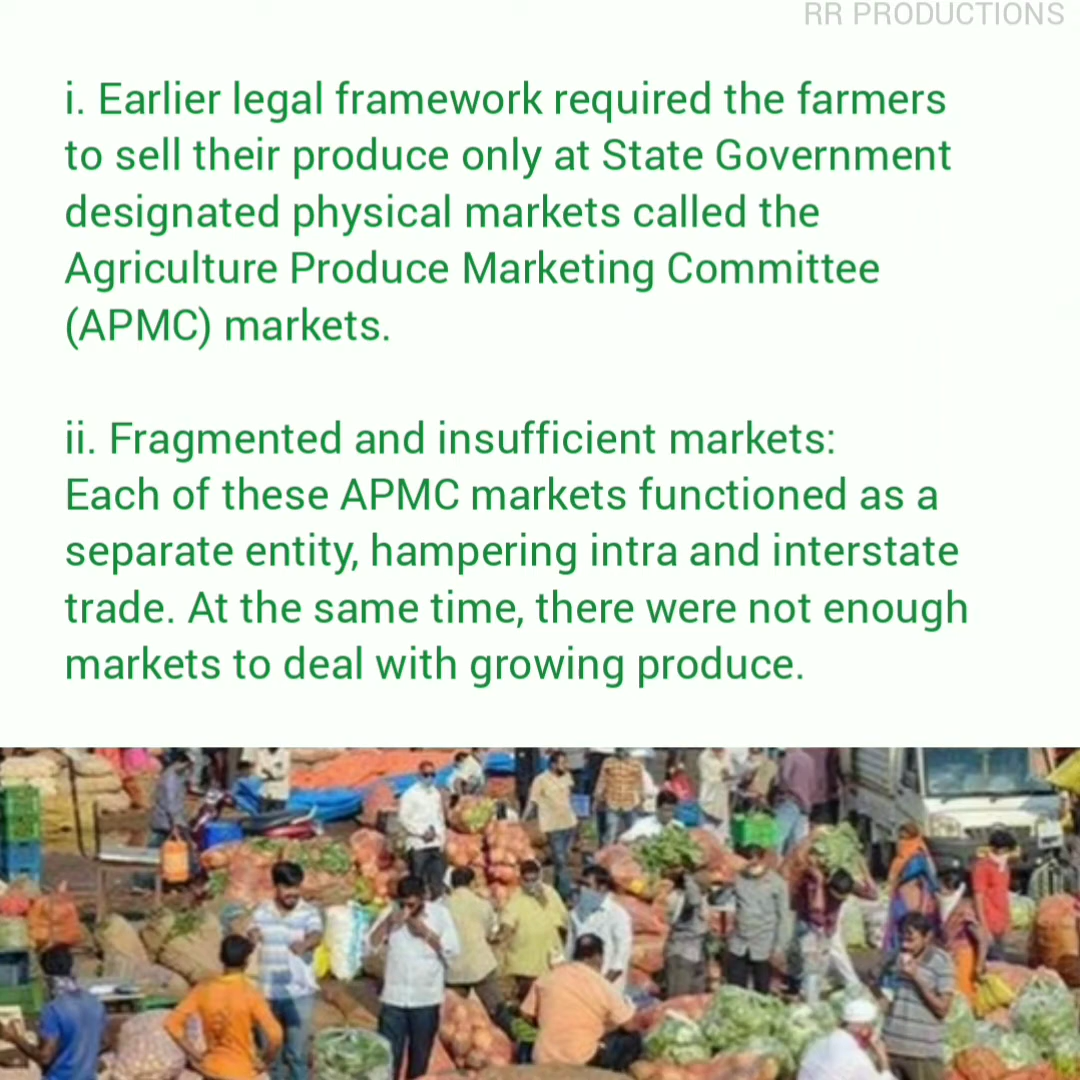 RR PRODUCTIONS
i. Earlier legal framework required the farmers
to sell their produce only at State Government
designated physical markets called the
Agriculture Produce Marketing Committee
(APMC) markets.
ii. Fragmented and insufficient markets:
Each of these APMC markets functioned as a
separate entity, hampering intra and interstate
trade. At the same time, there were not enough
markets to deal with growing produce.